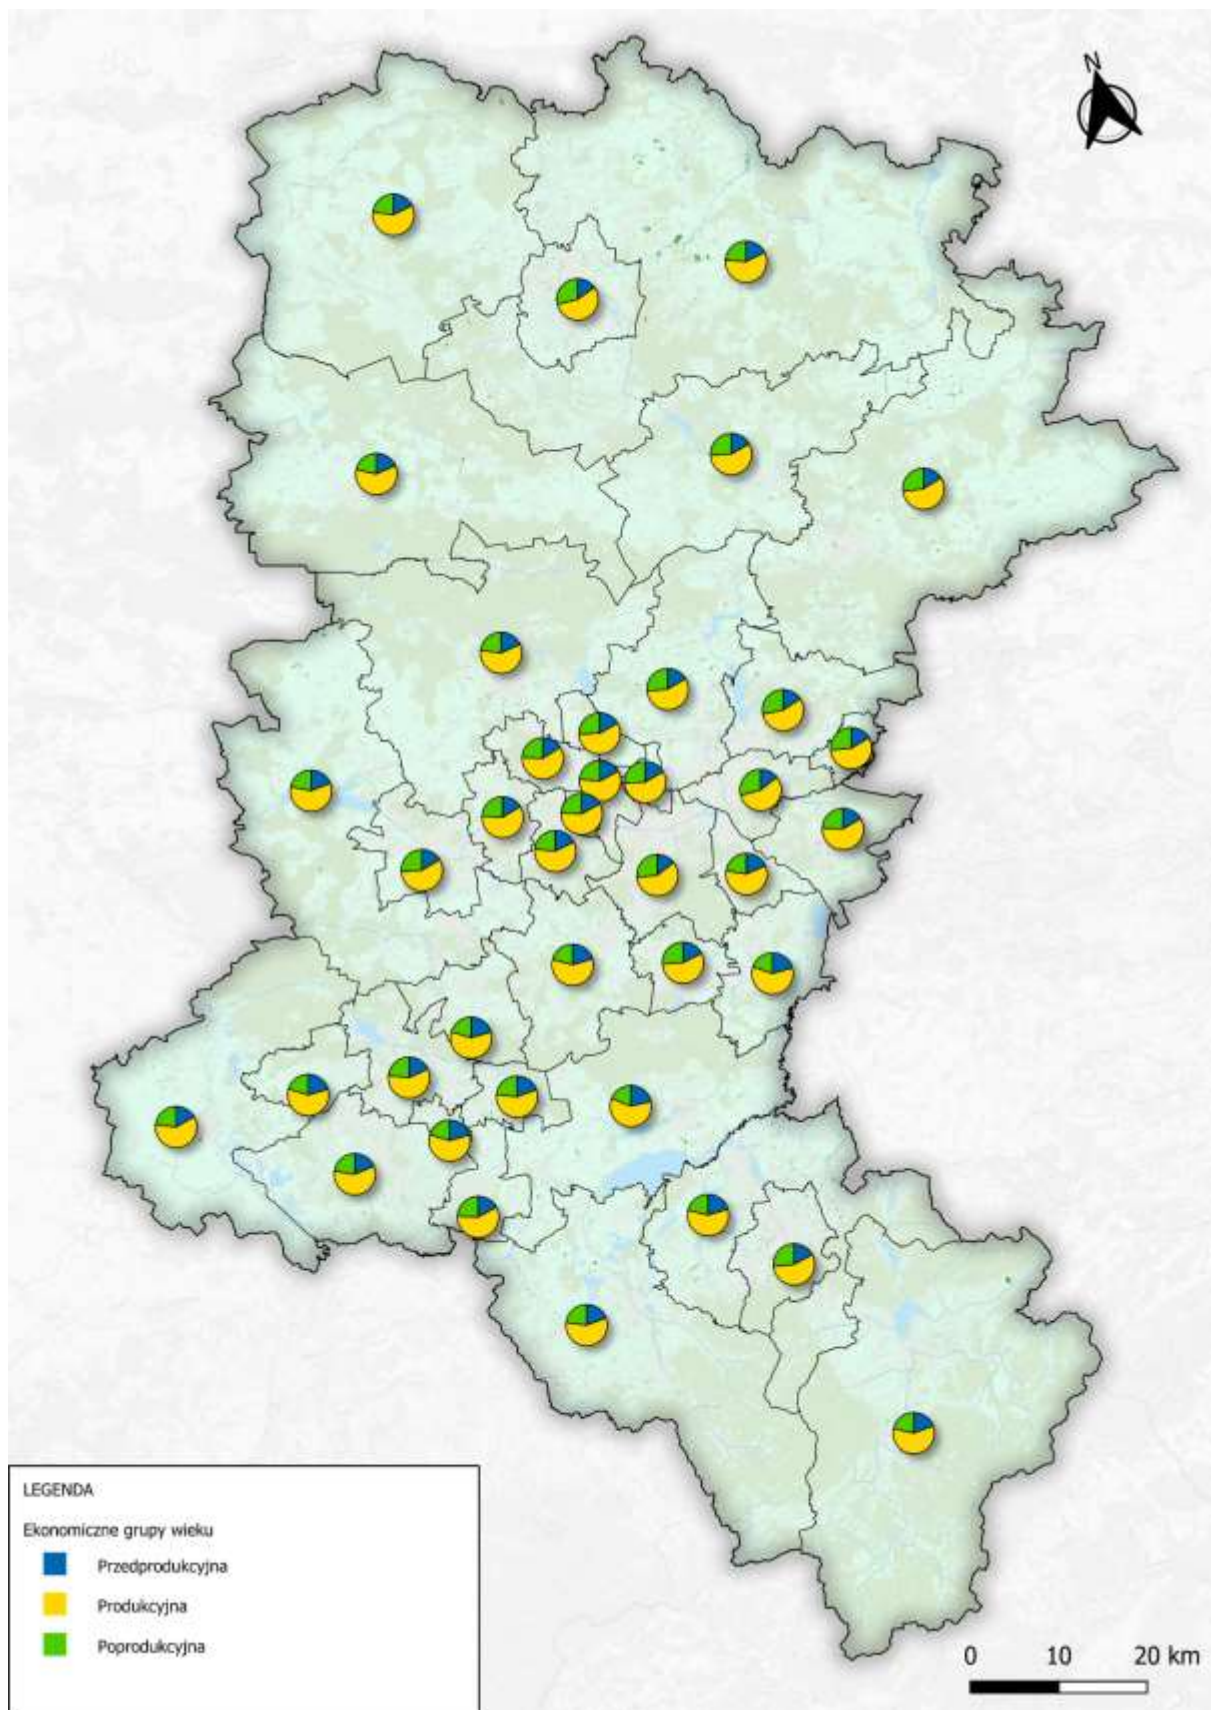 N
LEGENDA
Ekonomiczne grupy wieku
Przedprodukcyjna
Produkcyjna
Poprodukcyjna
0 10 20 km